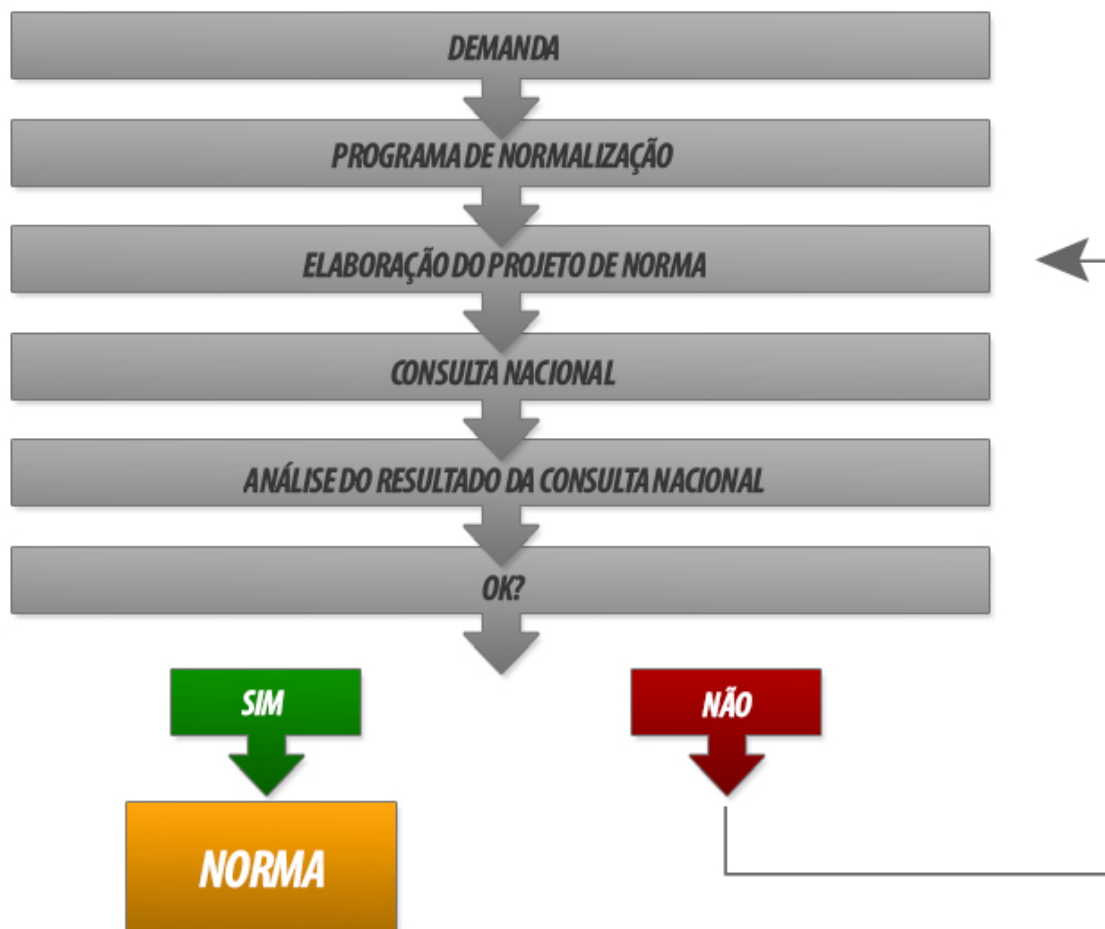 DEMANDA
PROGRAMA DE NORMALIZAÇÃO
ELABORAÇÃO DO PROJETO DE NORMA
CONSULTA NACIONAL
ANÁLISE DO RESULTADO DA CONSULTA NACIONAL
OK?
SIM
NÃO
NORMA